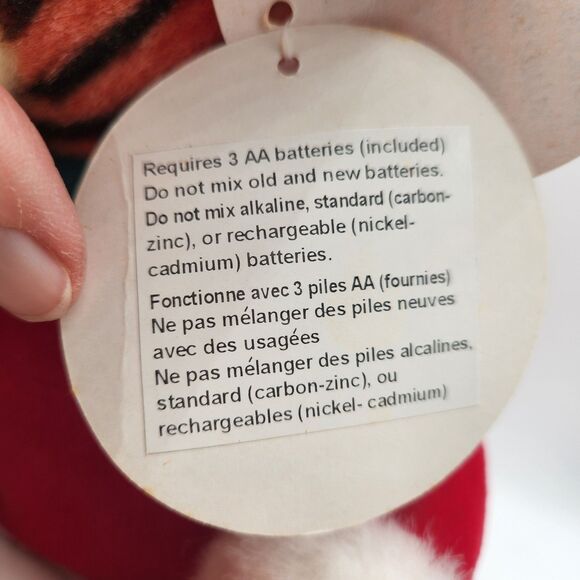 Requires 3 AA batteries (included)
Do not mix old and new batteries.
Do not mix alkaline, standard (carbon-
zinc), or rechargeable (nickel-
cadmium) batteries.
Fonctionne avec 3 piles AA (fournies)
Ne pas mélanger des piles neuves
avec des usagées
Ne pas mélanger des piles alcalines,
standard (carbon-zinc), ou
rechargeables (nickel- cadmium)